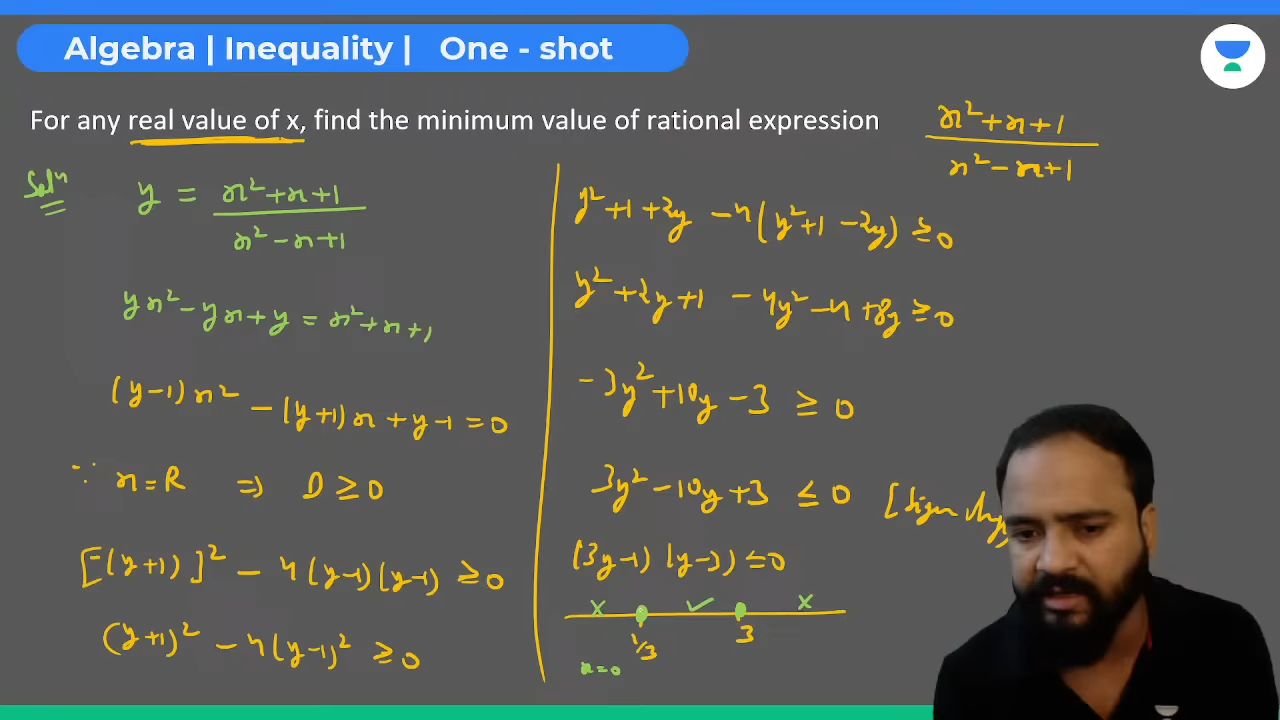 Algebra | Inequality | One - shot
For any real value of x, find the minimum value of rational expression
x²+x+1
x²-x+1
Solⁿ
y = x²+x+1
x²-x+1
yx²-yx+y = x²+x+1
(y-1)x² -(y+1)x+y-1=0
∵ x=R ⇒ D≥0
[-(y+1)]² - 4(y-1)(y-1) ≥0
(y+1)² - 4(y-1)² ≥0
y²+1+2y -4(y²+1-2y) ≥0
y²+2y+1 -4y²-4+8y ≥0
-3y²+10y-3 ≥ 0
3y²-10y+3 ≤ 0 [Sign
(3y-1)(y-3) ≤0
x ✓ x
1/3 3
x=0